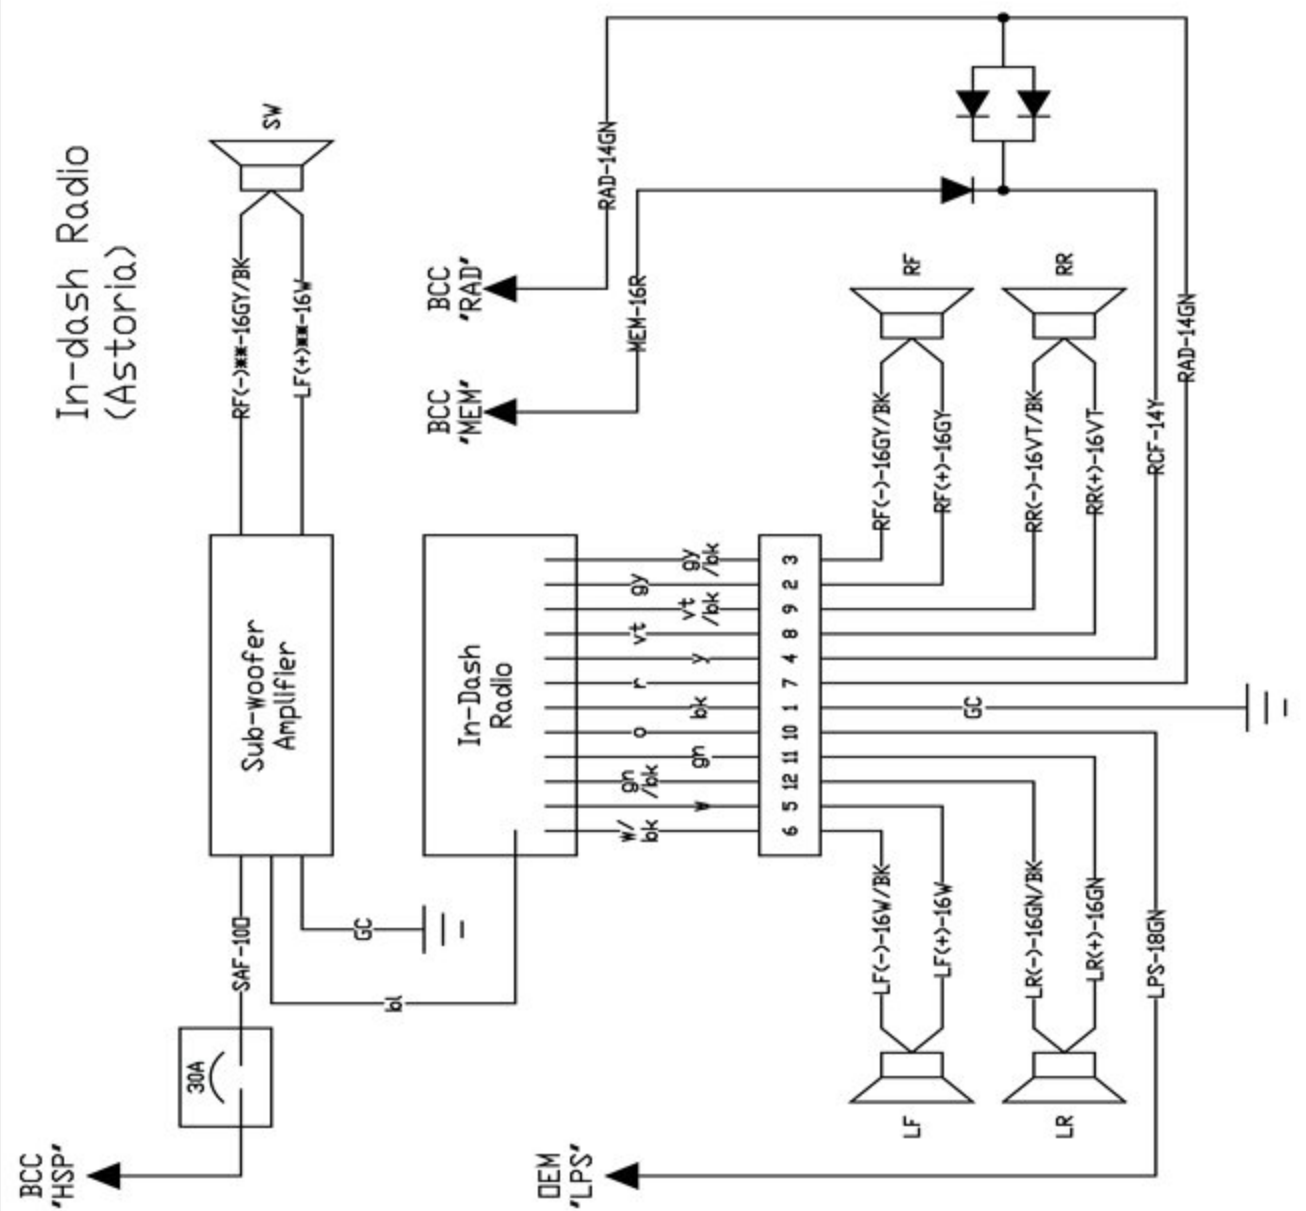 In-dash Radio
(Astoria)
BCC
'HSP'
30A
SAF-10O
Sub-woofer
Amplifier
RF(-)**-16GY/BK
LF(+)**-16W
SW
GC
bl
BCC
'MEM'
BCC
'RAD'
In-Dash
Radio
OEM
'LPS'
RAD-14GN
MEM-16R
w/
bk
w
gn
/bk
gn
o
bk
r
y
vt
vt
/bk
gy
gy
/bk
6 5 12 11 10 1 7 4 8 9 2 3
LF
LF(-)-16W/BK
LF(+)-16W
RF(-)-16GY/BK
RF(+)-16GY
RF
GC
LR
LR(-)-16GN/BK
LR(+)-16GN
RR(-)-16VT/BK
RR(+)-16VT
RR
LPS-18GN
RCF-14Y
RAD-14GN